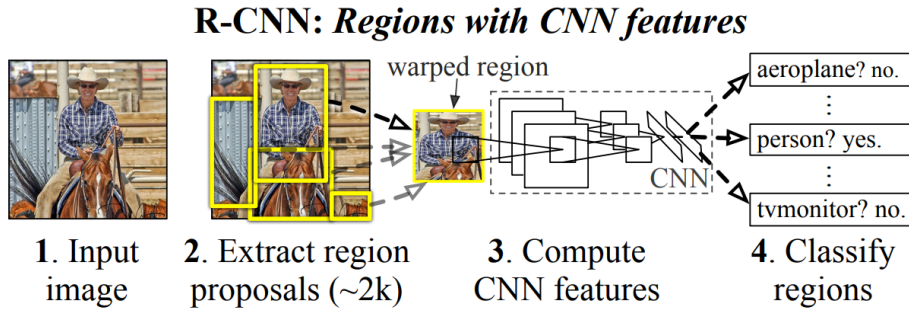 R-CNN: Regions with CNN features
warped region
aeroplane? no.
⋮
person? yes.
⋮
tvmonitor? no.
CNN
1. Input
image
2. Extract region
proposals (~2k)
3. Compute
CNN features
4. Classify
regions